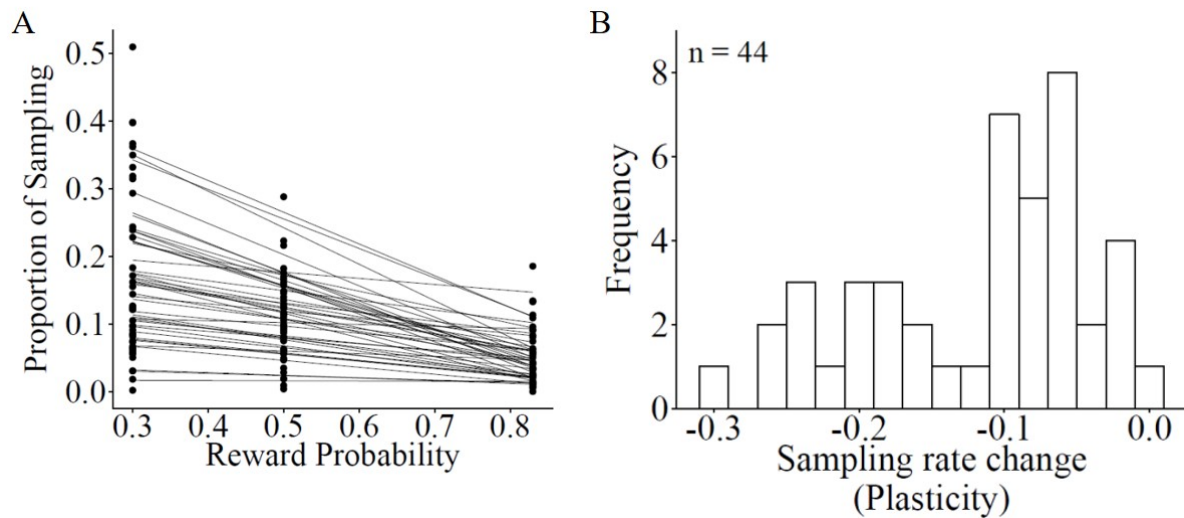 A
Proportion of Sampling
0.5
0.4
0.3
0.2
0.1
0.0
0.3 0.4 0.5 0.6 0.7 0.8
Reward Probability
B
n = 44
Frequency
8
6
4
2
0
-0.3 -0.2 -0.1 0.0
Sampling rate change
(Plasticity)